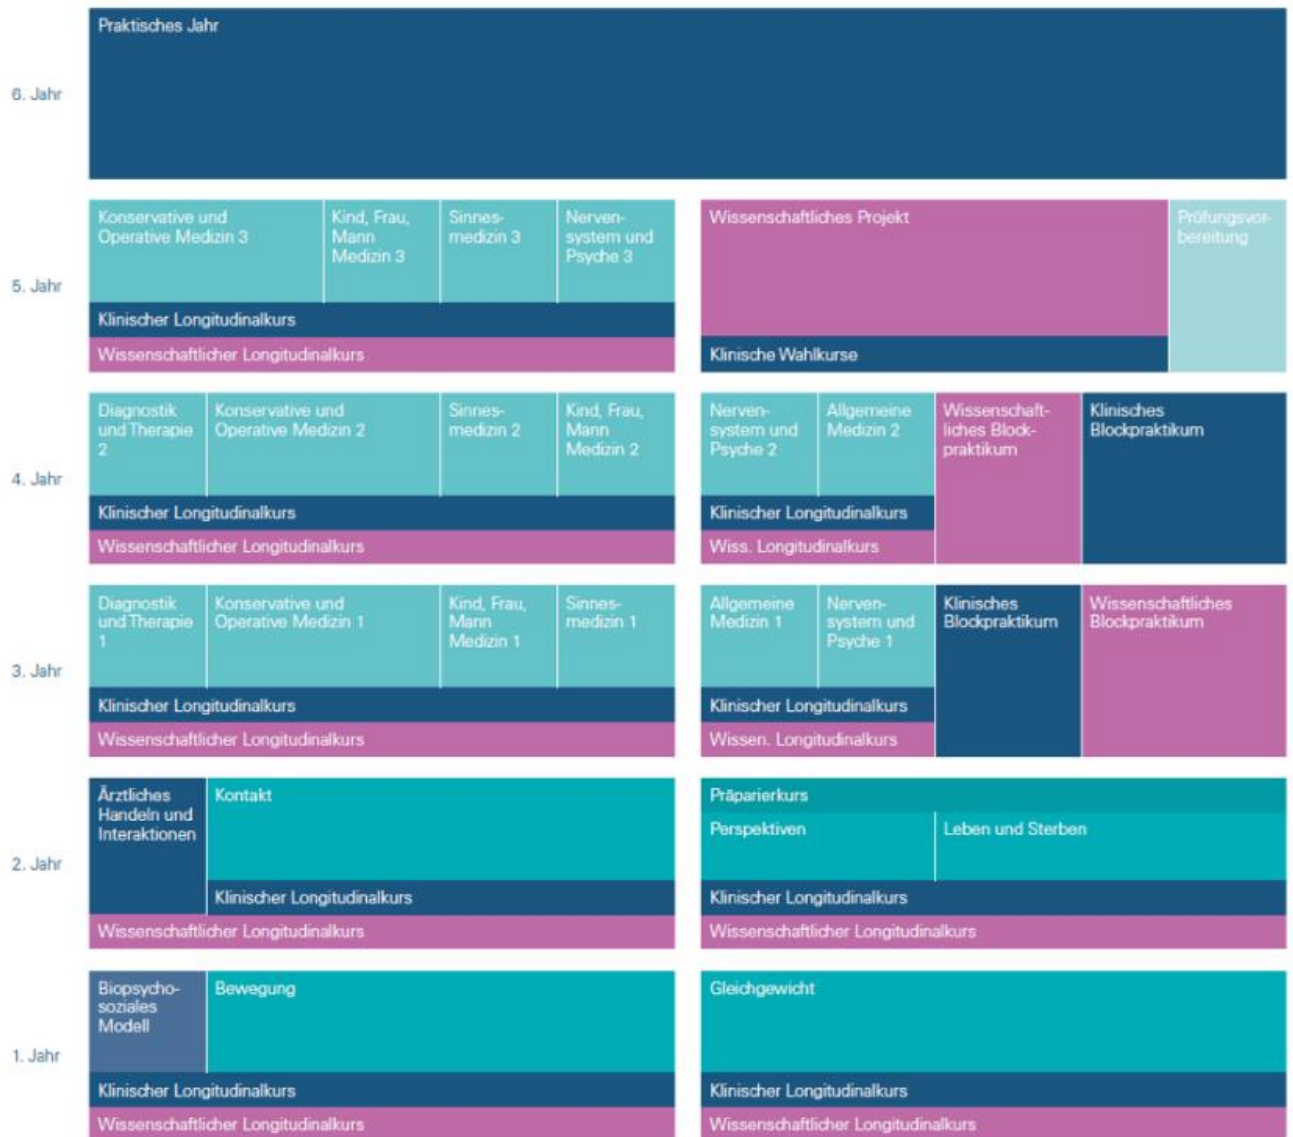 Praktisches Jahr
6. Jahr
Konservative und
Operative Medizin 3
Kind, Frau,
Mann
Medizin 3
Sinnes-
medizin 3
Nerven-
system und
Psyche 3
Wissenschaftliches Projekt
Prüfungsvor-
bereitung
5. Jahr
Klinischer Longitudinalkurs
Wissenschaftlicher Longitudinalkurs
Klinische Wahlkurse
Diagnostik
und Therapie
2
Konservative und
Operative Medizin 2
Sinnes-
medizin 2
Kind, Frau,
Mann
Medizin 2
Nerven-
system und
Psyche 2
Allgemeine
Medizin 2
Wissenschaft-
liches Block-
praktikum
Klinisches
Blockpraktikum
4. Jahr
Klinischer Longitudinalkurs
Wissenschaftlicher Longitudinalkurs
Klinischer Longitudinalkurs
Wiss. Longitudinalkurs
Diagnostik
und Therapie
1
Konservative und
Operative Medizin 1
Kind, Frau,
Mann
Medizin 1
Sinnes-
medizin 1
Allgemeine
Medizin 1
Nerven-
system und
Psyche 1
Klinisches
Blockpraktikum
Wissenschaftliches
Blockpraktikum
3. Jahr
Klinischer Longitudinalkurs
Wissenschaftlicher Longitudinalkurs
Klinischer Longitudinalkurs
Wissen. Longitudinalkurs
Ärztliches
Handeln und
Interaktionen
Kontakt
Präparierkurs
Perspektiven
Leben und Sterben
2. Jahr
Klinischer Longitudinalkurs
Wissenschaftlicher Longitudinalkurs
Klinischer Longitudinalkurs
Wissenschaftlicher Longitudinalkurs
Biopsycho-
soziales
Modell
Bewegung
Gleichgewicht
1. Jahr
Klinischer Longitudinalkurs
Wissenschaftlicher Longitudinalkurs
Klinischer Longitudinalkurs
Wissenschaftlicher Longitudinalkurs